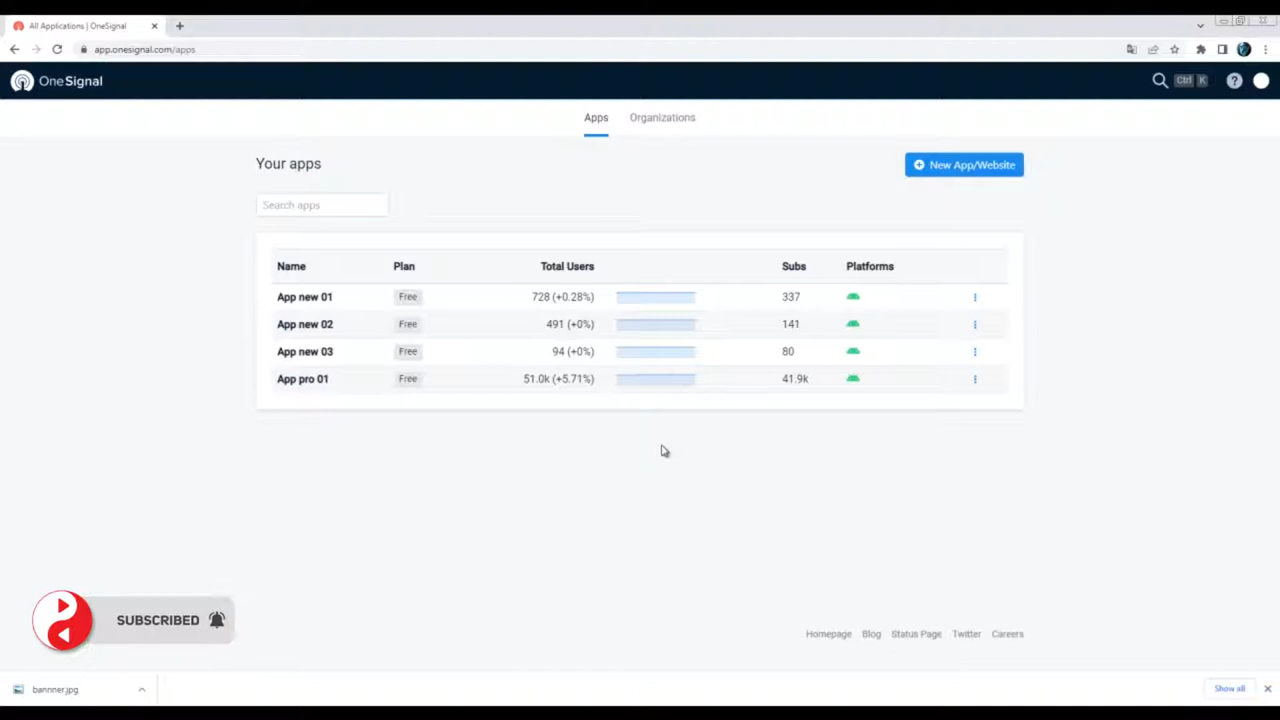 All Applications | OneSignal
app.onesignal.com/apps
OneSignal
Ctrl K
Apps Organizations
Your apps
New App/Website
Search apps
Name Plan Total Users Subs Platforms
App new 01 Free 728 (+0.28%) 337
App new 02 Free 491 (+0%) 141
App new 03 Free 94 (+0%) 80
App pro 01 Free 51.0k (+5.71%) 41.9k
SUBSCRIBED
Homepage Blog Status Page Twitter Careers
bannner.jpg
Show all